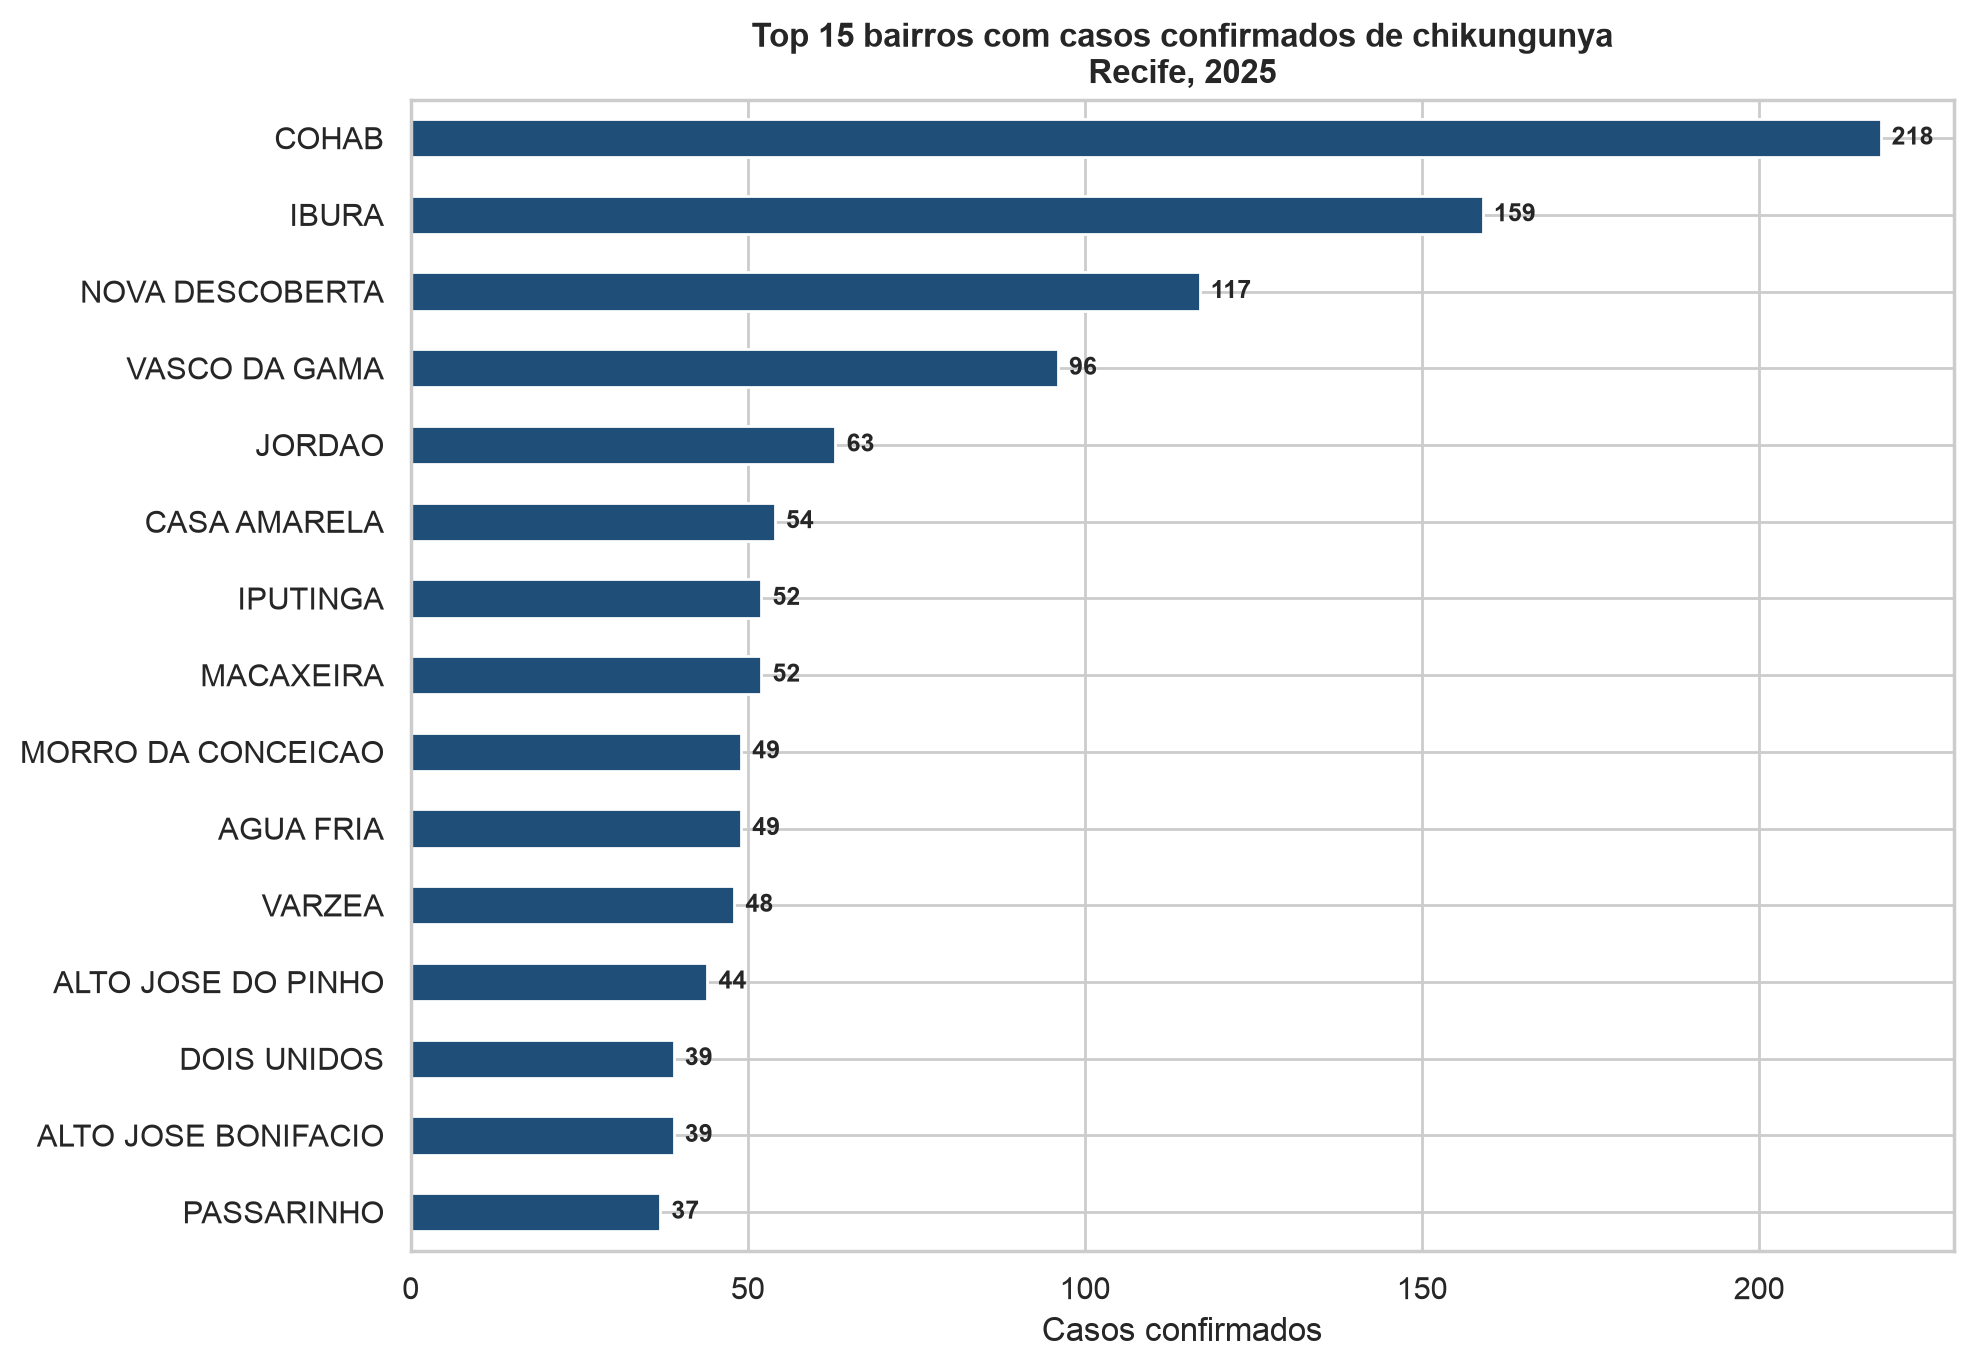 Top 15 bairros com casos confirmados de chikungunya
Recife, 2025
COHAB 218
IBURA 159
NOVA DESCOBERTA 117
VASCO DA GAMA 96
JORDAO 63
CASA AMARELA 54
IPUTINGA 52
MACAXEIRA 52
MORRO DA CONCEICAO 49
AGUA FRIA 49
VARZEA 48
ALTO JOSE DO PINHO 44
DOIS UNIDOS 39
ALTO JOSE BONIFACIO 39
PASSARINHO 37
0 50 100 150 200
Casos confirmados